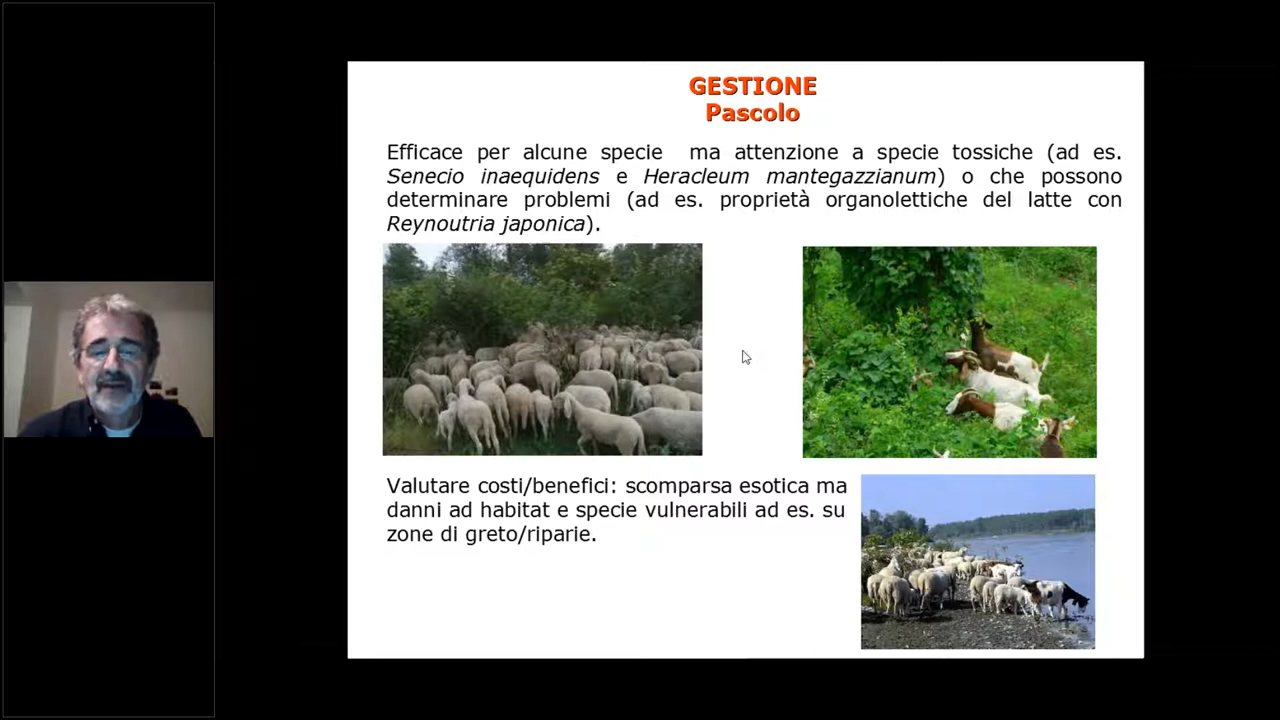 GESTIONE
Pascolo
Efficace per alcune specie ma attenzione a specie tossiche (ad es.
Senecio inaequidens e Heracleum mantegazzianum) o che possono
determinare problemi (ad es. proprietà organolettiche del latte con
Reynoutria japonica).
Valutare costi/benefici: scomparsa esotica ma
danni ad habitat e specie vulnerabili ad es. su
zone di greto/riparie.